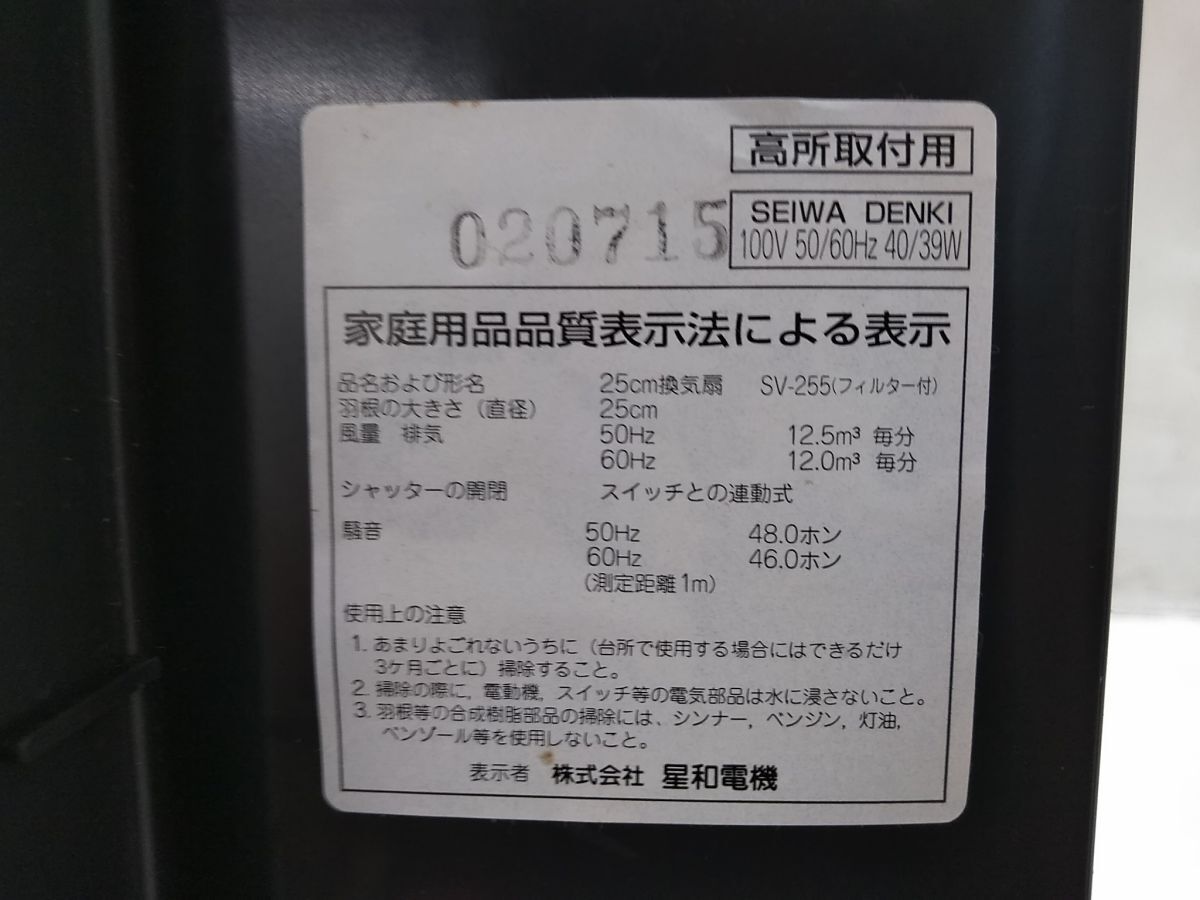 高所取付用
020715
SEIWA DENKI
100V 50/60Hz 40/39W
家庭用品品質表示法による表示
品名および形名 25cm換気扇 SV-255(フィルター付)
羽根の大きさ(直径) 25cm
風量 排気 50Hz 12.5m³ 毎分
60Hz 12.0m³ 毎分
シャッターの開閉 スイッチとの連動式
騒音 50Hz 48.0ホン
60Hz 46.0ホン
(測定距離1m)
使用上の注意
1. あまりよごれないうちに(台所で使用する場合にはできるだけ
3ケ月ごとに)掃除すること。
2. 掃除の際に, 電動機, スイッチ等の電気部品は水に浸さないこと。
3. 羽根等の合成樹脂部品の掃除には、シンナー, ベンジン, 灯油,
ベンゾール等を使用しないこと。
表示者 株式会社 星和電機